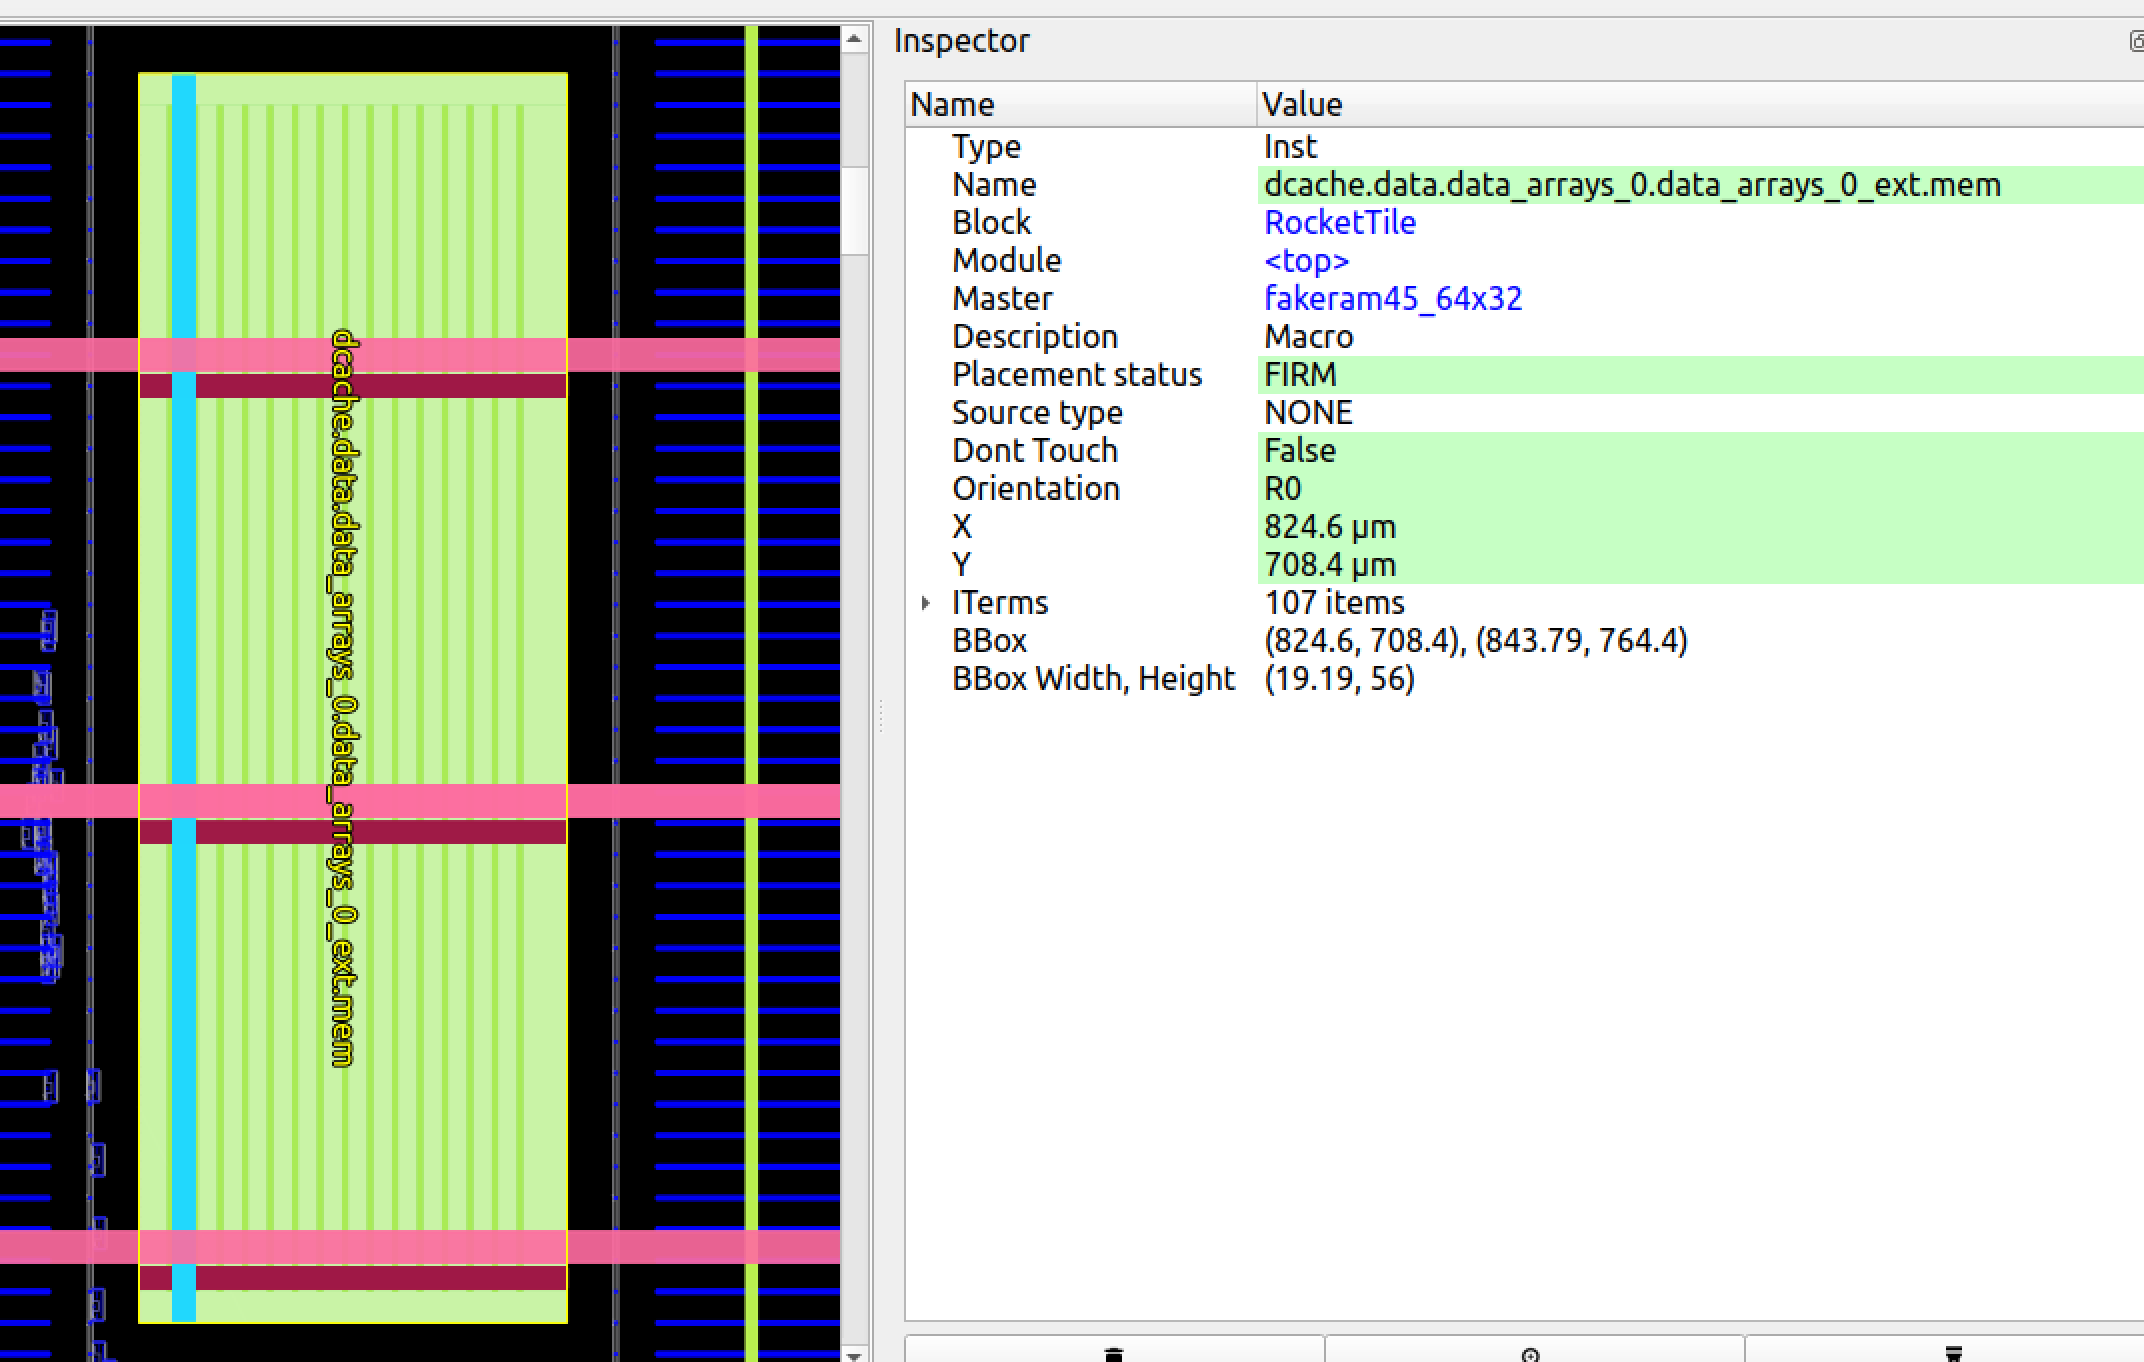 Inspector
Name Value
Type Inst
Name dcache.data.data_arrays_0.data_arrays_0_ext.mem
Block RocketTile
Module <top>
Master fakeram45_64x32
Description Macro
Placement status FIRM
Source type NONE
Dont Touch False
Orientation R0
X 824.6 μm
Y 708.4 μm
ITerms 107 items
BBox (824.6, 708.4), (843.79, 764.4)
BBox Width, Height (19.19, 56)
dcache.data.data_arrays_0.data_arrays_0_ext.mem